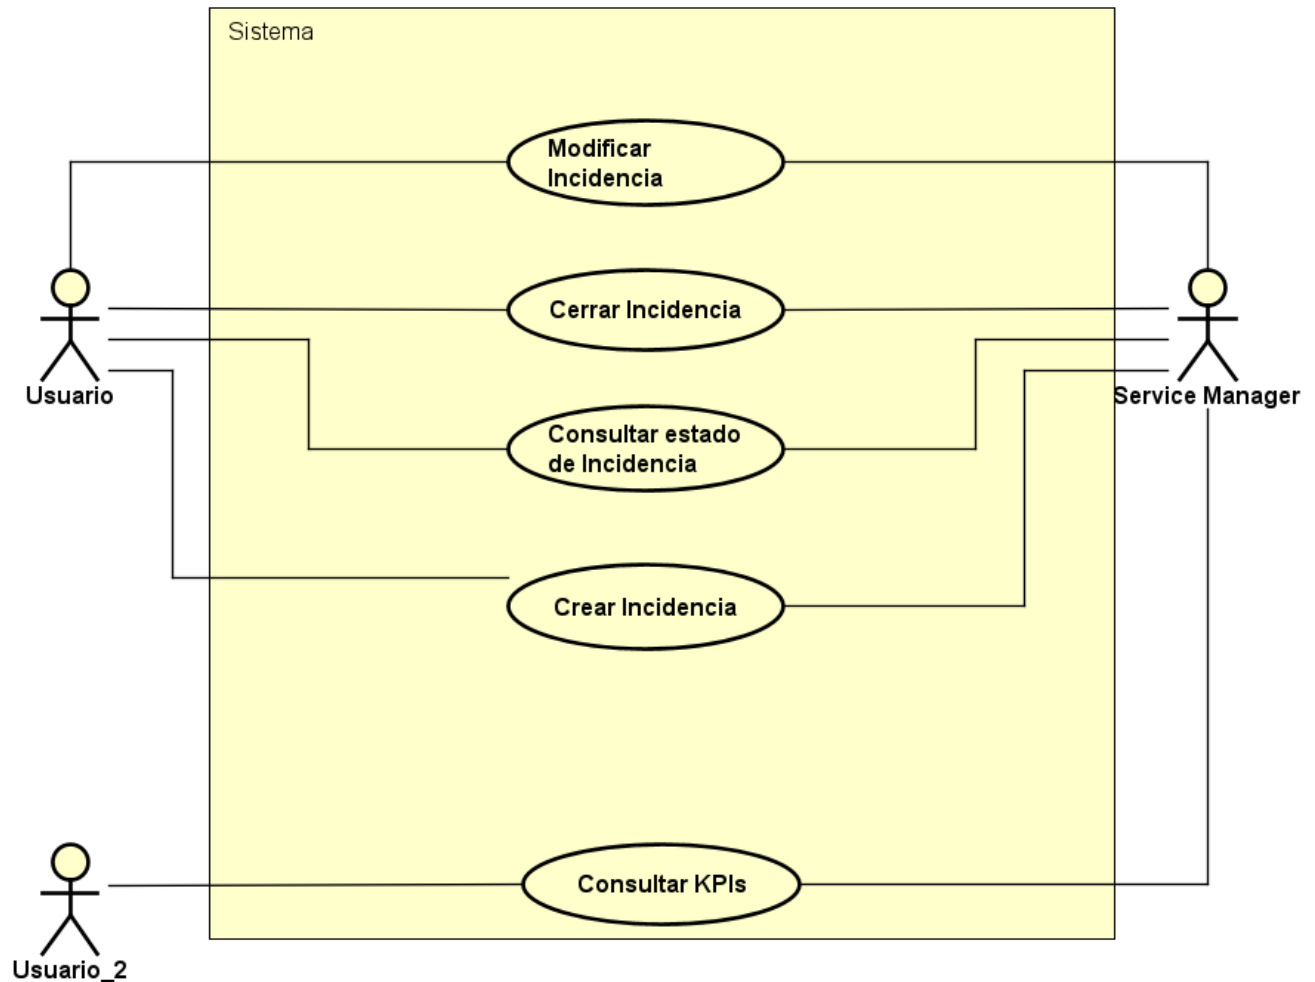 Sistema
Modificar
Incidencia
Cerrar Incidencia
Usuario
Service Manager
Consultar estado
de Incidencia
Crear Incidencia
Consultar KPIs
Usuario_2